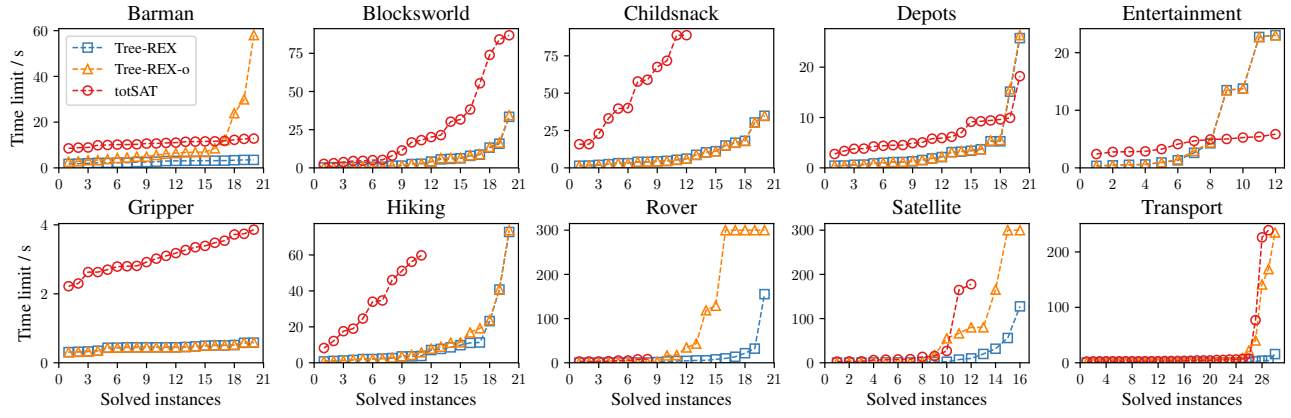 Barman Blocksworld Childsnack Depots Entertainment
Time limit / s
60
40
20
0
Tree-REX
Tree-REX-o
totSAT
0 3 6 9 12 15 18 21
75
50
25
0
0 3 6 9 12 15 18 21
75
50
25
0
0 3 6 9 12 15 18 21
20
10
0
0 3 6 9 12 15 18 21
20
10
0
0 2 4 6 8 10 12
Gripper Hiking Rover Satellite Transport
Time limit / s
4
2
0
0 3 6 9 12 15 18 21
Solved instances
60
40
20
0
0 3 6 9 12 15 18 21
Solved instances
300
200
100
0
0 3 6 9 12 15 18 21
Solved instances
300
200
100
0
0 2 4 6 8 10 12 14 16
Solved instances
200
100
0
0 4 8 12 16 20 24 28
Solved instances